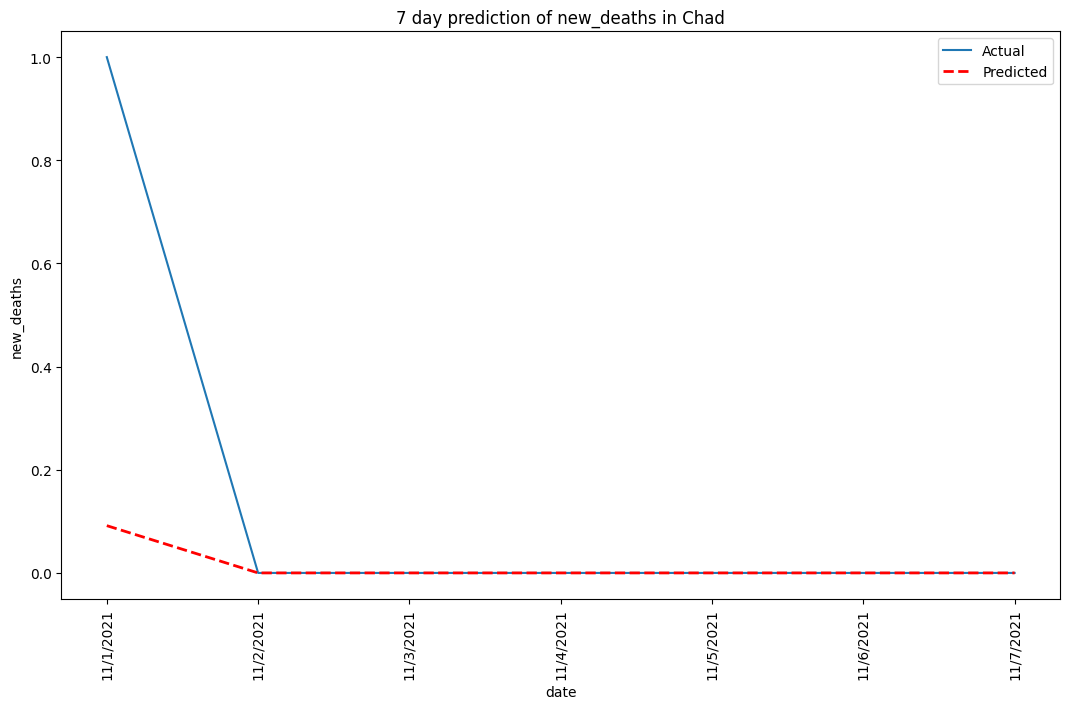 7 day prediction of new_deaths in Chad
Actual
Predicted
1.0
0.8
0.6
0.4
0.2
0.0
new_deaths
11/1/2021
11/2/2021
11/3/2021
11/4/2021
11/5/2021
11/6/2021
11/7/2021
date